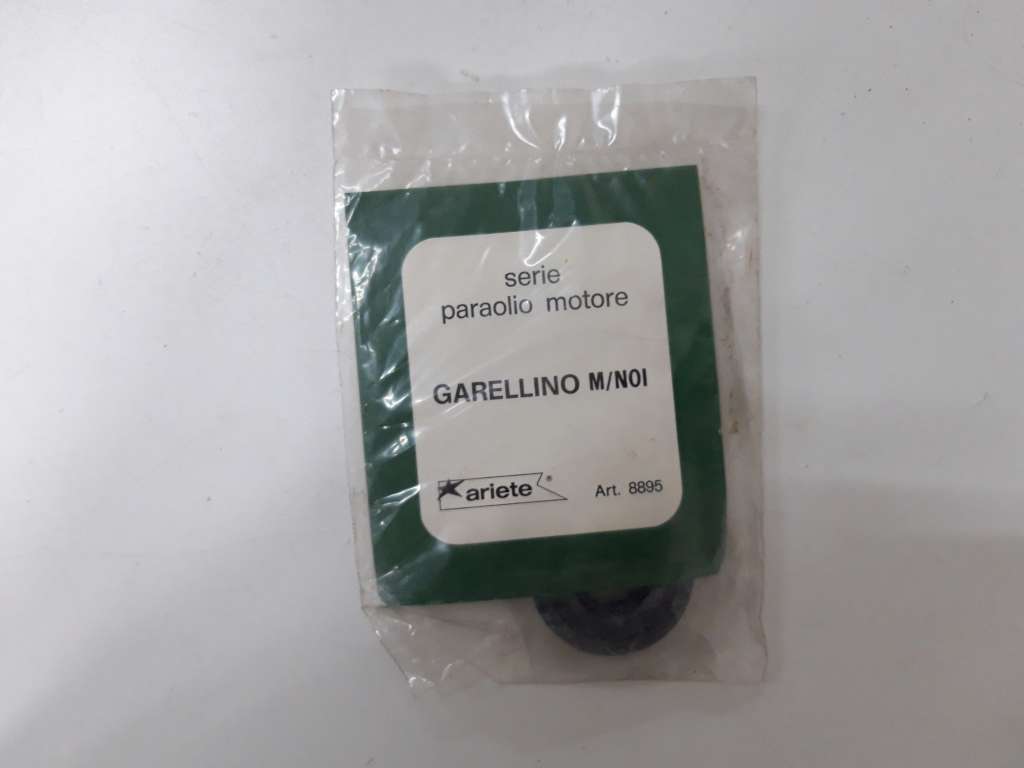 serie
paraolio motore
GARELLINO M/NOI
ariete ®
Art. 8895